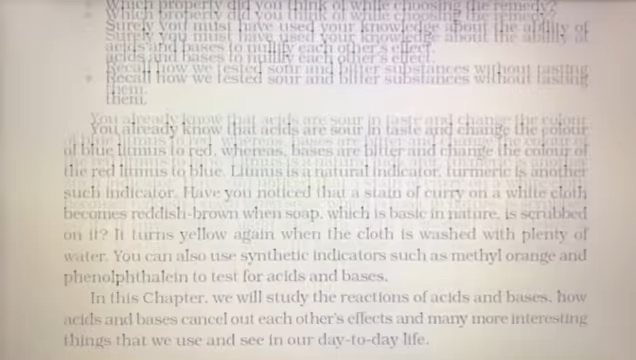 Which property did you think of while choosing the remedy?
Surely you must have used your knowledge about the ability of
acids and bases to nullify each other's effect.
Recall how we tested sour and bitter substances without tasting
them.
You already know that acids are sour in taste and change the colour
of blue litmus to red, whereas, bases are bitter and change the colour of
the red litmus to blue. Litmus is a natural indicator, turmeric is another
such indicator. Have you noticed that a stain of curry on a white cloth
becomes reddish-brown when soap, which is basic in nature, is scrubbed
on it? It turns yellow again when the cloth is washed with plenty of
water. You can also use synthetic indicators such as methyl orange and
phenolphthalein to test for acids and bases.
In this Chapter, we will study the reactions of acids and bases, how
acids and bases cancel out each other's effects and many more interesting
things that we use and see in our day-to-day life.